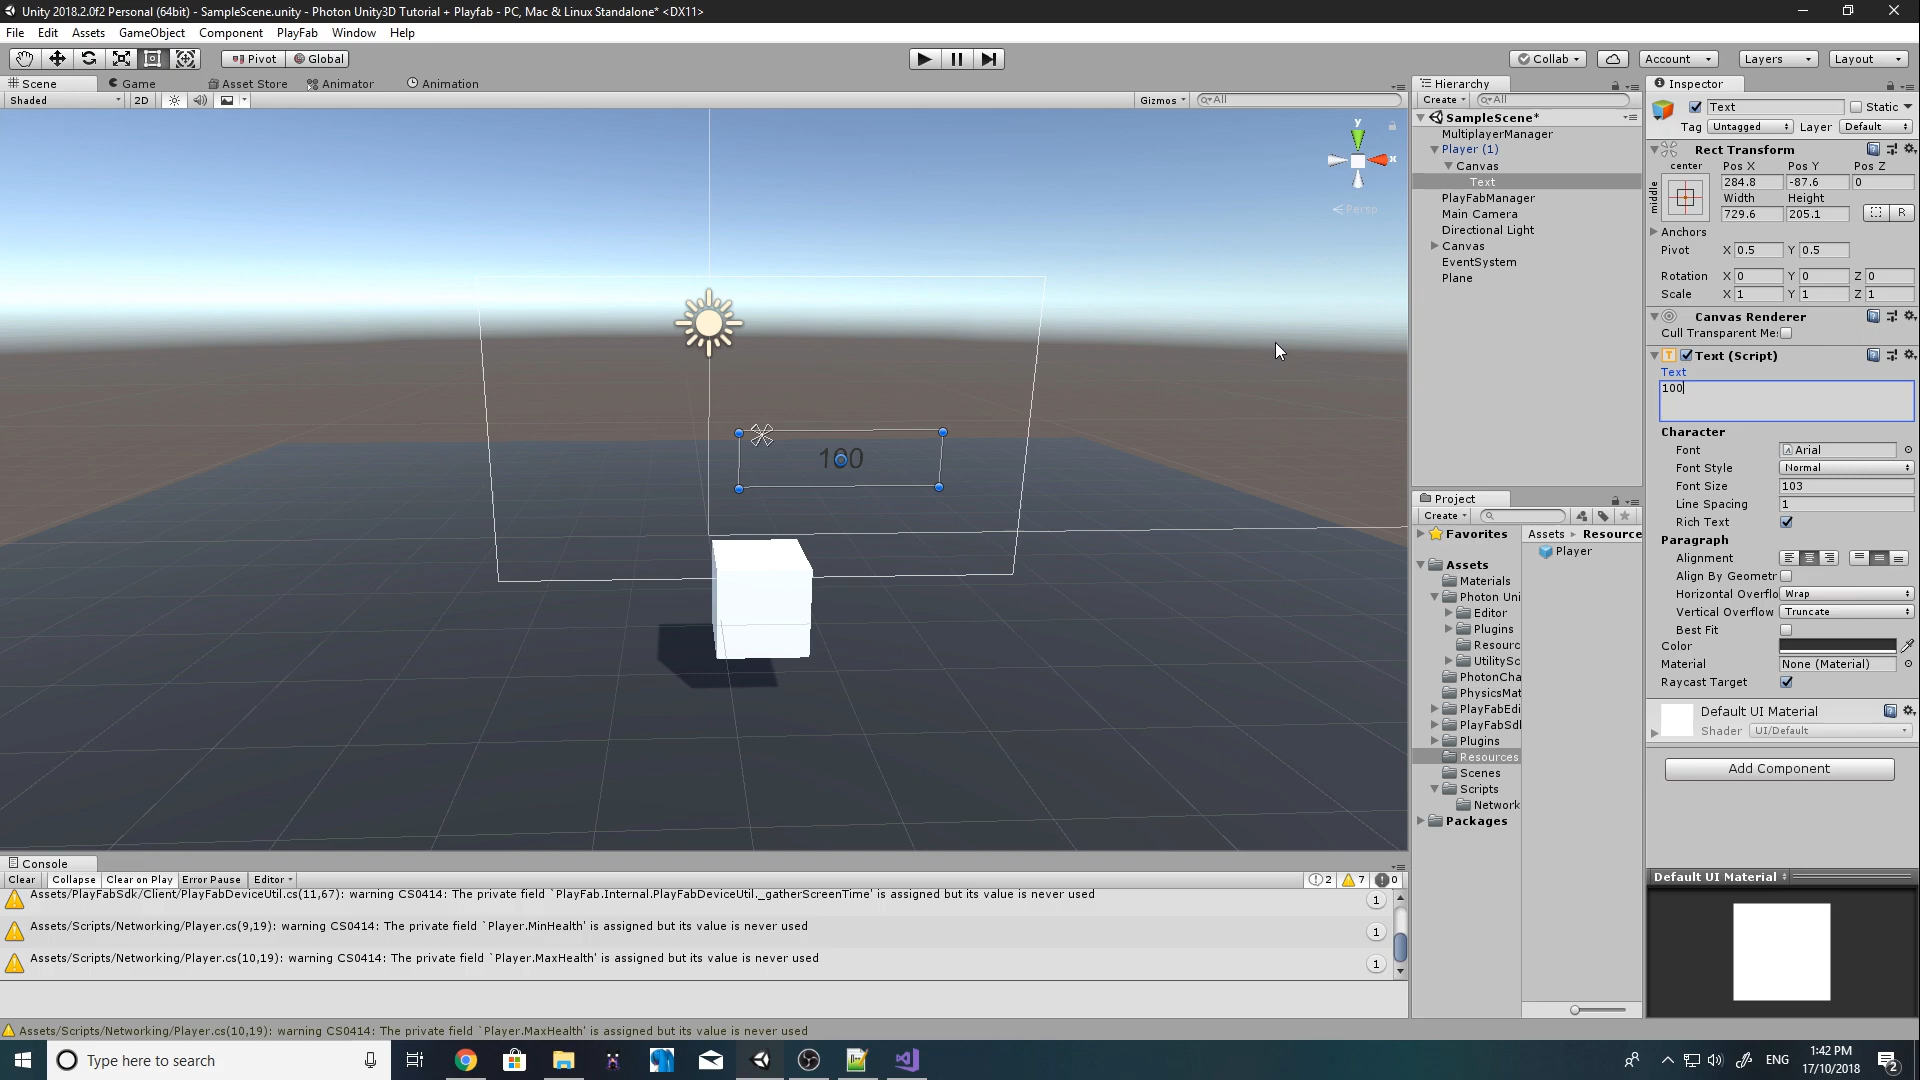 Unity 2018.2.0f2 Personal (64bit) - SampleScene.unity - Photon Unity3D Tutorial + Playfab - PC, Mac & Linux Standalone* <DX11>
File Edit Assets GameObject Component PlayFab Window Help
Pivot Global Collab Account Layers Layout
Scene Game Asset Store Animator Animation
Shaded 2D Gizmos All
y
x
Persp
100
Hierarchy
Create All
SampleScene*
MultiplayerManager
Player (1)
Canvas
Text
PlayFabManager
Main Camera
Directional Light
Canvas
EventSystem
Plane
Project
Create
Favorites
Assets
Materials
Photon Uni
Editor
Plugins
Resourc
UtilitySc
PhotonCha
PhysicsMat
PlayFabEdi
PlayFabSdl
Plugins
Resources
Scenes
Scripts
Network
Packages
Assets Resource
Player
Inspector
Text Static
Tag Untagged Layer Default
Rect Transform
center Pos X Pos Y Pos Z
middle 284.8 -87.6 0
Width Height
729.6 205.1 R
Anchors
Pivot X 0.5 Y 0.5
Rotation X 0 Y 0 Z 0
Scale X 1 Y 1 Z 1
Canvas Renderer
Cull Transparent Me:
Text (Script)
Text
100
Character
Font Arial
Font Style Normal
Font Size 103
Line Spacing 1
Rich Text
Paragraph
Alignment
Align By Geometr
Horizontal Overflo Wrap
Vertical Overflow Truncate
Best Fit
Color
Material None (Material)
Raycast Target
Default UI Material
Shader UI/Default
Add Component
Default UI Material
Console
Clear Collapse Clear on Play Error Pause Editor 2 7 0
Assets/PlayFabSdk/Client/PlayFabDeviceUtil.cs(11,67): warning CS0414: The private field `PlayFab.Internal.PlayFabDeviceUtil._gatherScreenTime' is assigned but its value is never used 1
Assets/Scripts/Networking/Player.cs(9,19): warning CS0414: The private field `Player.MinHealth' is assigned but its value is never used 1
Assets/Scripts/Networking/Player.cs(10,19): warning CS0414: The private field `Player.MaxHealth' is assigned but its value is never used 1
Assets/Scripts/Networking/Player.cs(10,19): warning CS0414: The private field `Player.MaxHealth' is assigned but its value is never used
Type here to search
ENG
1:42 PM
17/10/2018
2